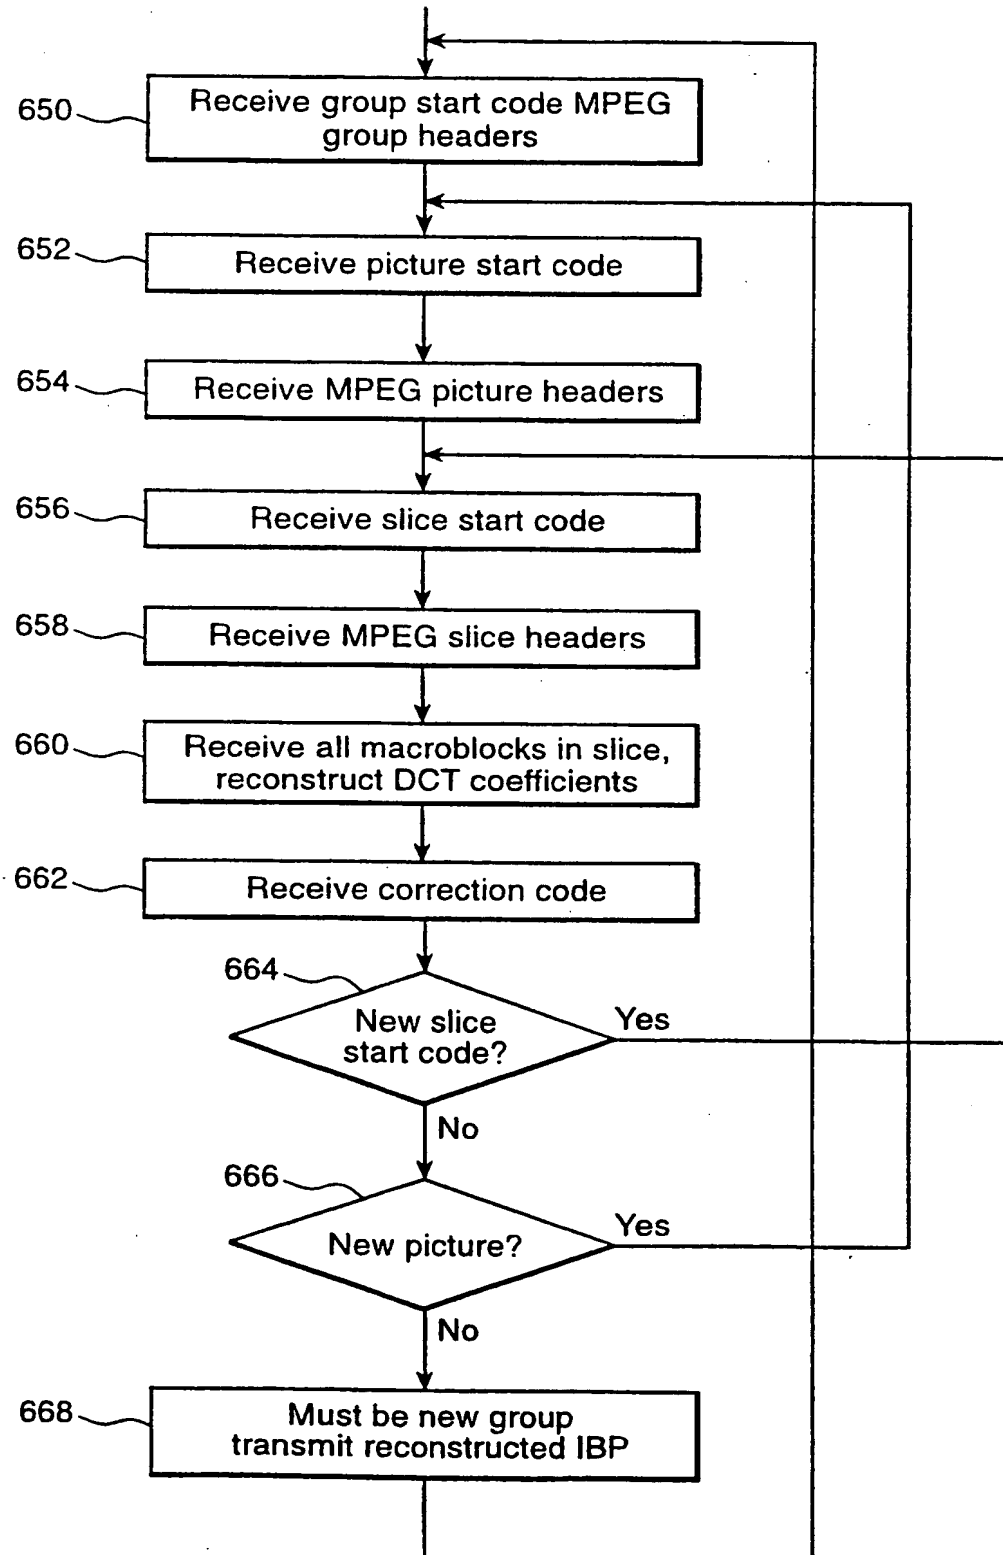 650
Receive group start code MPEG
group headers
652
Receive picture start code
654
Receive MPEG picture headers
656
Receive slice start code
658
Receive MPEG slice headers
660
Receive all macroblocks in slice,
reconstruct DCT coefficients
662
Receive correction code
664
New slice
start code?
Yes
No
666
New picture?
Yes
No
668
Must be new group
transmit reconstructed IBP